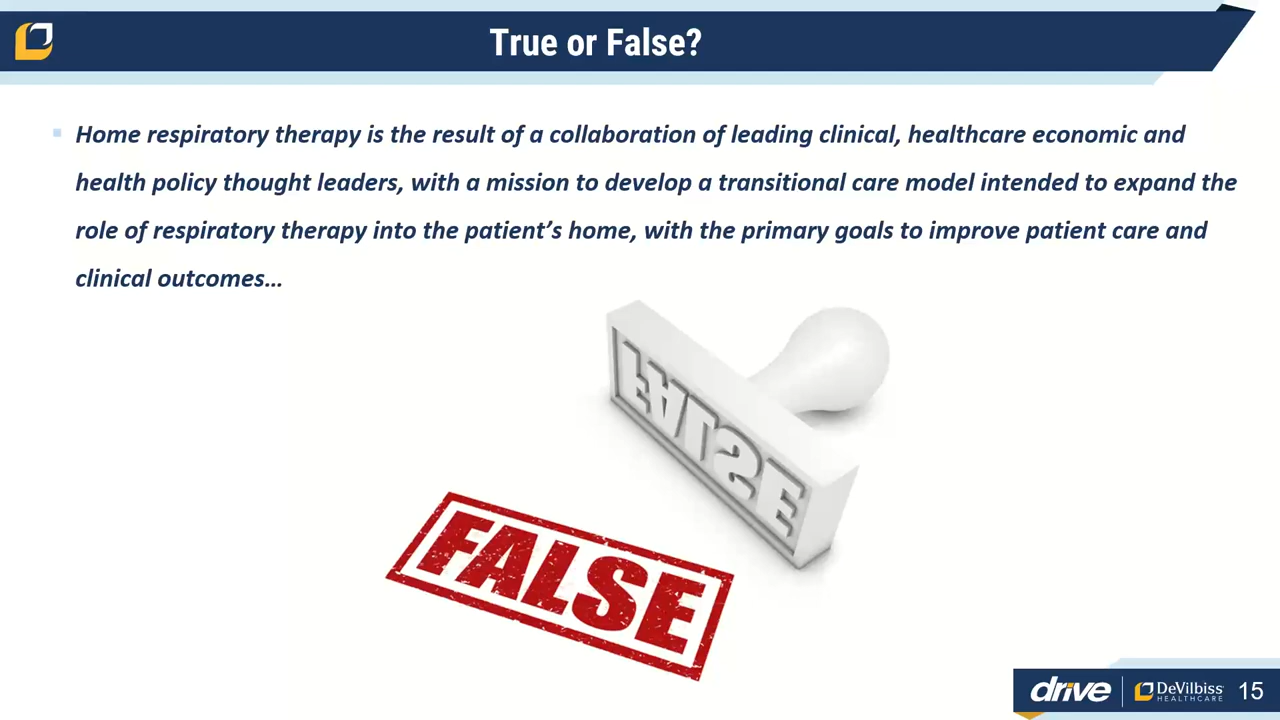 True or False?
Home respiratory therapy is the result of a collaboration of leading clinical, healthcare economic and
health policy thought leaders, with a mission to develop a transitional care model intended to expand the
role of respiratory therapy into the patient's home, with the primary goals to improve patient care and
clinical outcomes…
FALSE
FALSE
drive
DeVilbiss
HEALTHCARE
15